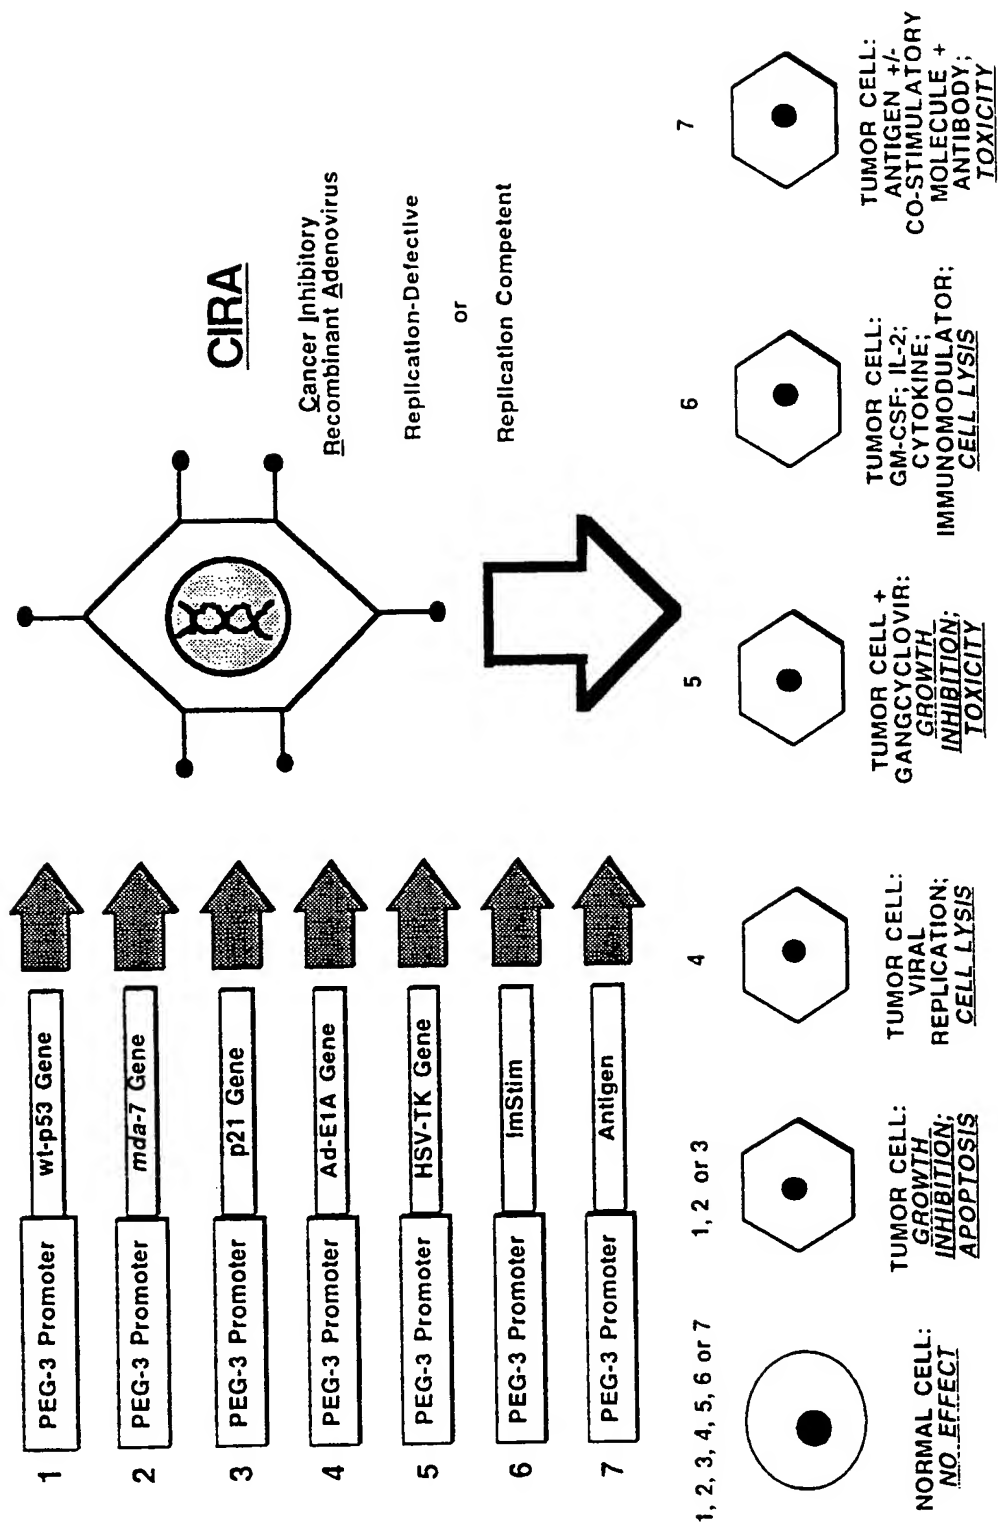 1 PEG-3 Promoter wt-p53 Gene
2 PEG-3 Promoter mda-7 Gene
3 PEG-3 Promoter p21 Gene
4 PEG-3 Promoter Ad-E1A Gene
5 PEG-3 Promoter HSV-TK Gene
6 PEG-3 Promoter ImStim
7 PEG-3 Promoter Antigen
CIRA
Cancer Inhibitory
Recombinant Adenovirus
Replication-Defective
or
Replication Competent
1, 2, 3, 4, 5, 6 or 7
NORMAL CELL:
NO EFFECT
1, 2 or 3
TUMOR CELL:
GROWTH
INHIBITION;
APOPTOSIS
4
TUMOR CELL:
VIRAL
REPLICATION;
CELL LYSIS
5
TUMOR CELL +
GANGCYCLOVIR:
GROWTH
INHIBITION;
TOXICITY
6
TUMOR CELL:
GM-CSF; IL-2;
CYTOKINE;
IMMUNOMODULATOR;
CELL LYSIS
7
TUMOR CELL:
ANTIGEN +/-
CO-STIMULATORY
MOLECULE +
ANTIBODY;
TOXICITY